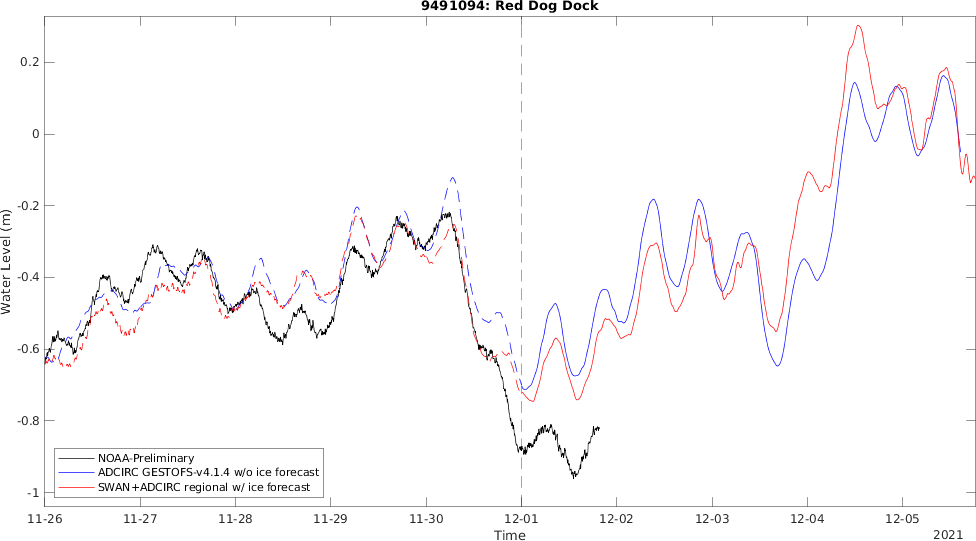 9491094: Red Dog Dock
Water Level (m)
0.2
0
-0.2
-0.4
-0.6
-0.8
-1
NOAA-Preliminary
ADCIRC GESTOFS-v4.1.4 w/o ice forecast
SWAN+ADCIRC regional w/ ice forecast
11-26 11-27 11-28 11-29 11-30 12-01 12-02 12-03 12-04 12-05
Time
2021